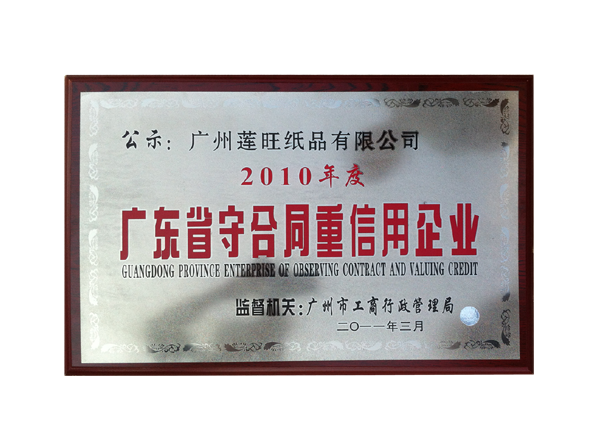 公示：广州莲旺纸品有限公司
2010年度
广东省守合同重信用企业
GUANGDONG PROVINCE ENTERPRISE OF OBSERVING CONTRACT AND VALUING CREDIT
监督机关：广州市工商行政管理局
二〇一一年三月